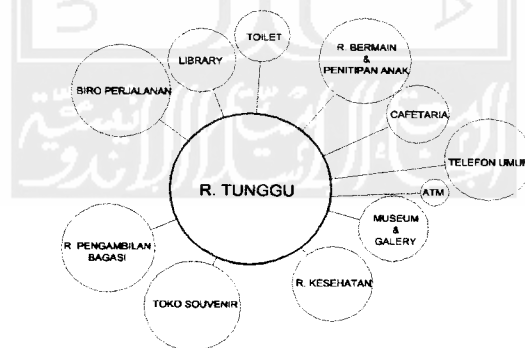 TOILET
LIBRARY
R. BERMAIN
&
PENITIPAN ANAK
BIRO PERJALANAN
CAFETARIA
TELEFON UMUM
R. TUNGGU
ATM
MUSEUM
&
GALERY
R. PENGAMBILAN
BAGASI
R. KESEHATAN
TOKO SOUVENIR